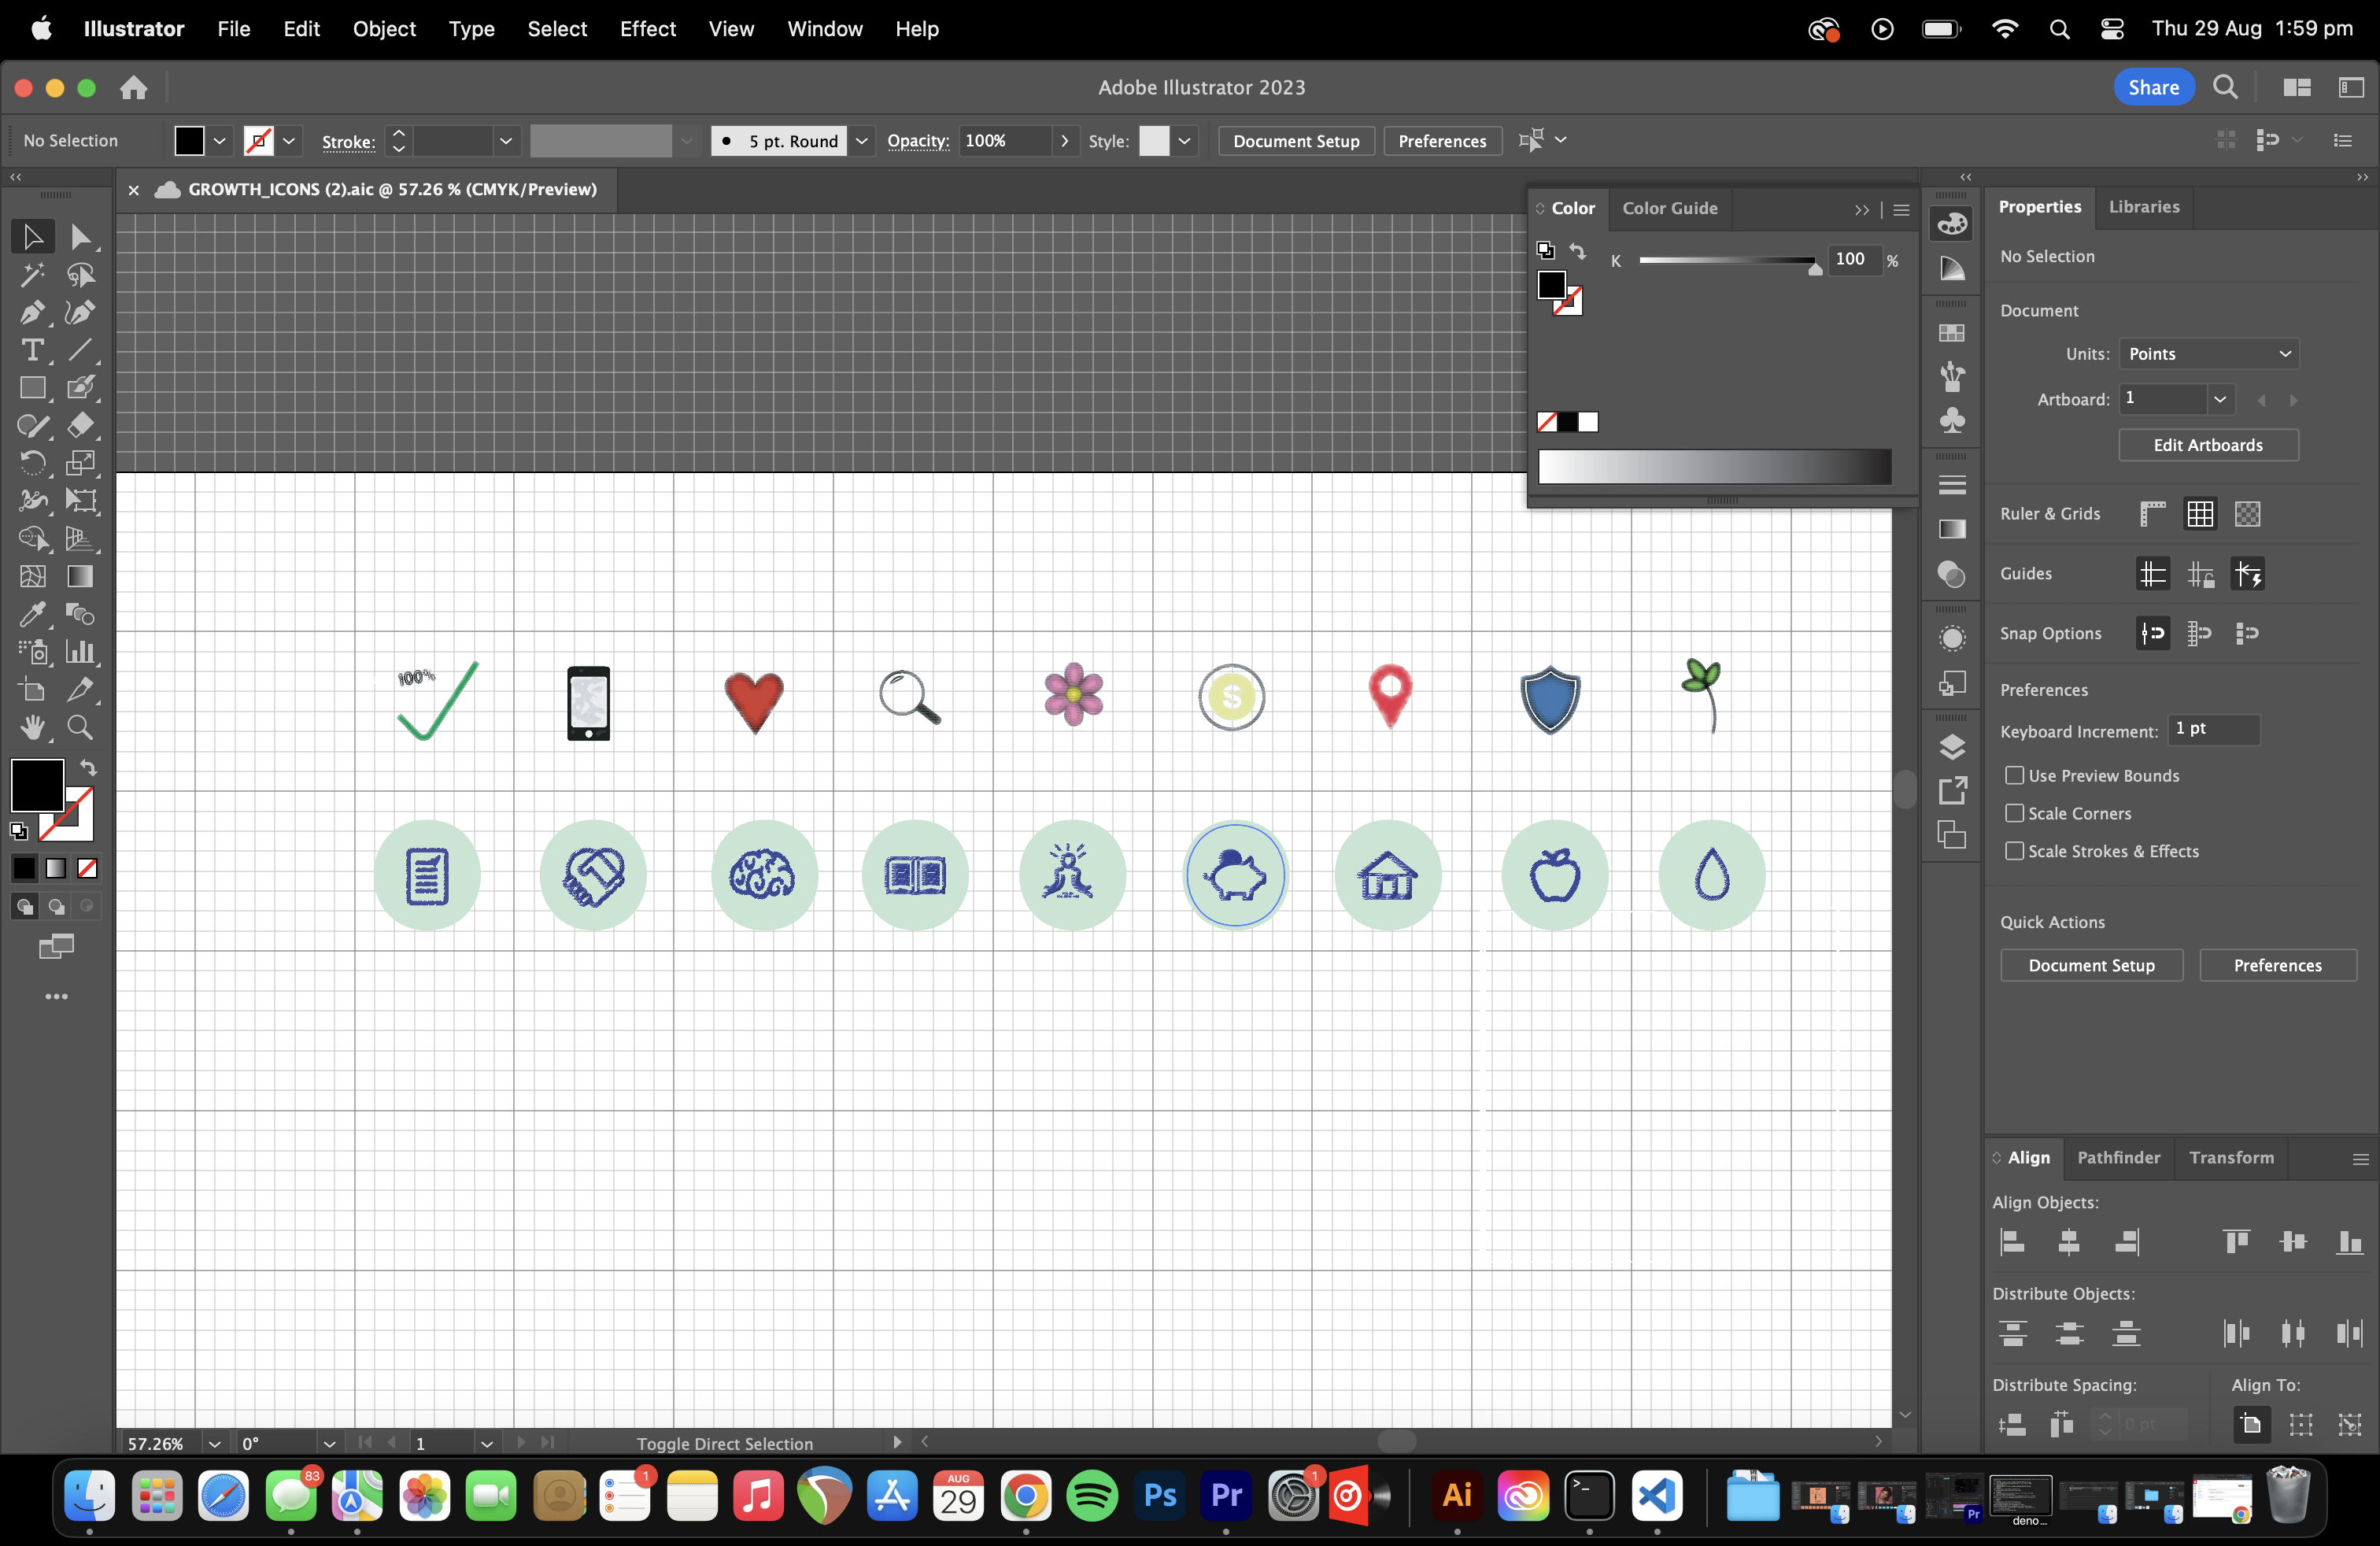 Illustrator File Edit Object Type Select Effect View Window Help Thu 29 Aug 1:59 pm
Adobe Illustrator 2023
Share
No Selection
Stroke:
5 pt. Round
Opacity: 100%
Style:
Document Setup
Preferences
GROWTH_ICONS (2).aic @ 57.26 % (CMYK/Preview)
Color
Color Guide
K
100
%
Properties
Libraries
No Selection
Document
Units: Points
Artboard: 1
Edit Artboards
Ruler & Grids
Guides
Snap Options
Preferences
Keyboard Increment: 1 pt
Use Preview Bounds
Scale Corners
Scale Strokes & Effects
Quick Actions
Document Setup
Preferences
100%
$
Align
Pathfinder
Transform
Align Objects:
Distribute Objects:
Distribute Spacing:
Align To:
0 pt
57.26%
0°
1
Toggle Direct Selection
83
1
AUG
29
Ps
Pr
1
Ai
>_
Pr
deno...